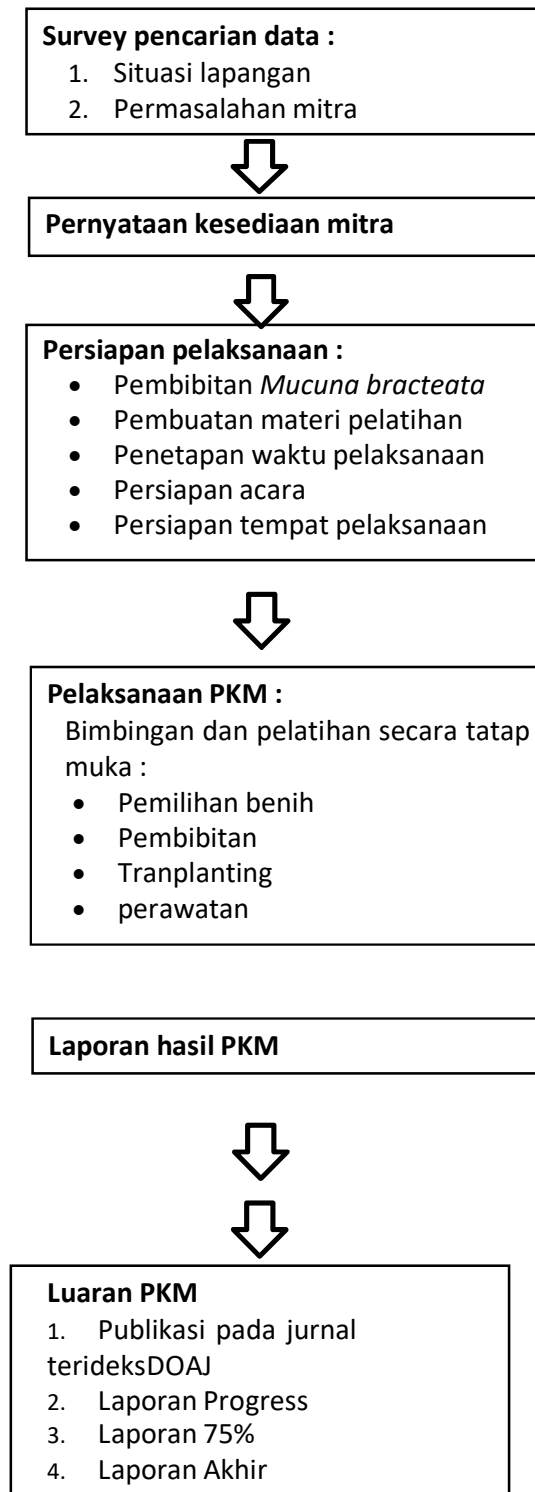 Survey pencarian data :
1. Situasi lapangan
2. Permasalahan mitra
Pernyataan kesediaan mitra
Persiapan pelaksanaan :
• Pembibitan Mucuna bracteata
• Pembuatan materi pelatihan
• Penetapan waktu pelaksanaan
• Persiapan acara
• Persiapan tempat pelaksanaan
Pelaksanaan PKM :
Bimbingan dan pelatihan secara tatap
muka :
• Pemilihan benih
• Pembibitan
• Tranplanting
• perawatan
Laporan hasil PKM
Luaran PKM
1. Publikasi pada jurnal
terideksDOAJ
2. Laporan Progress
3. Laporan 75%
4. Laporan Akhir